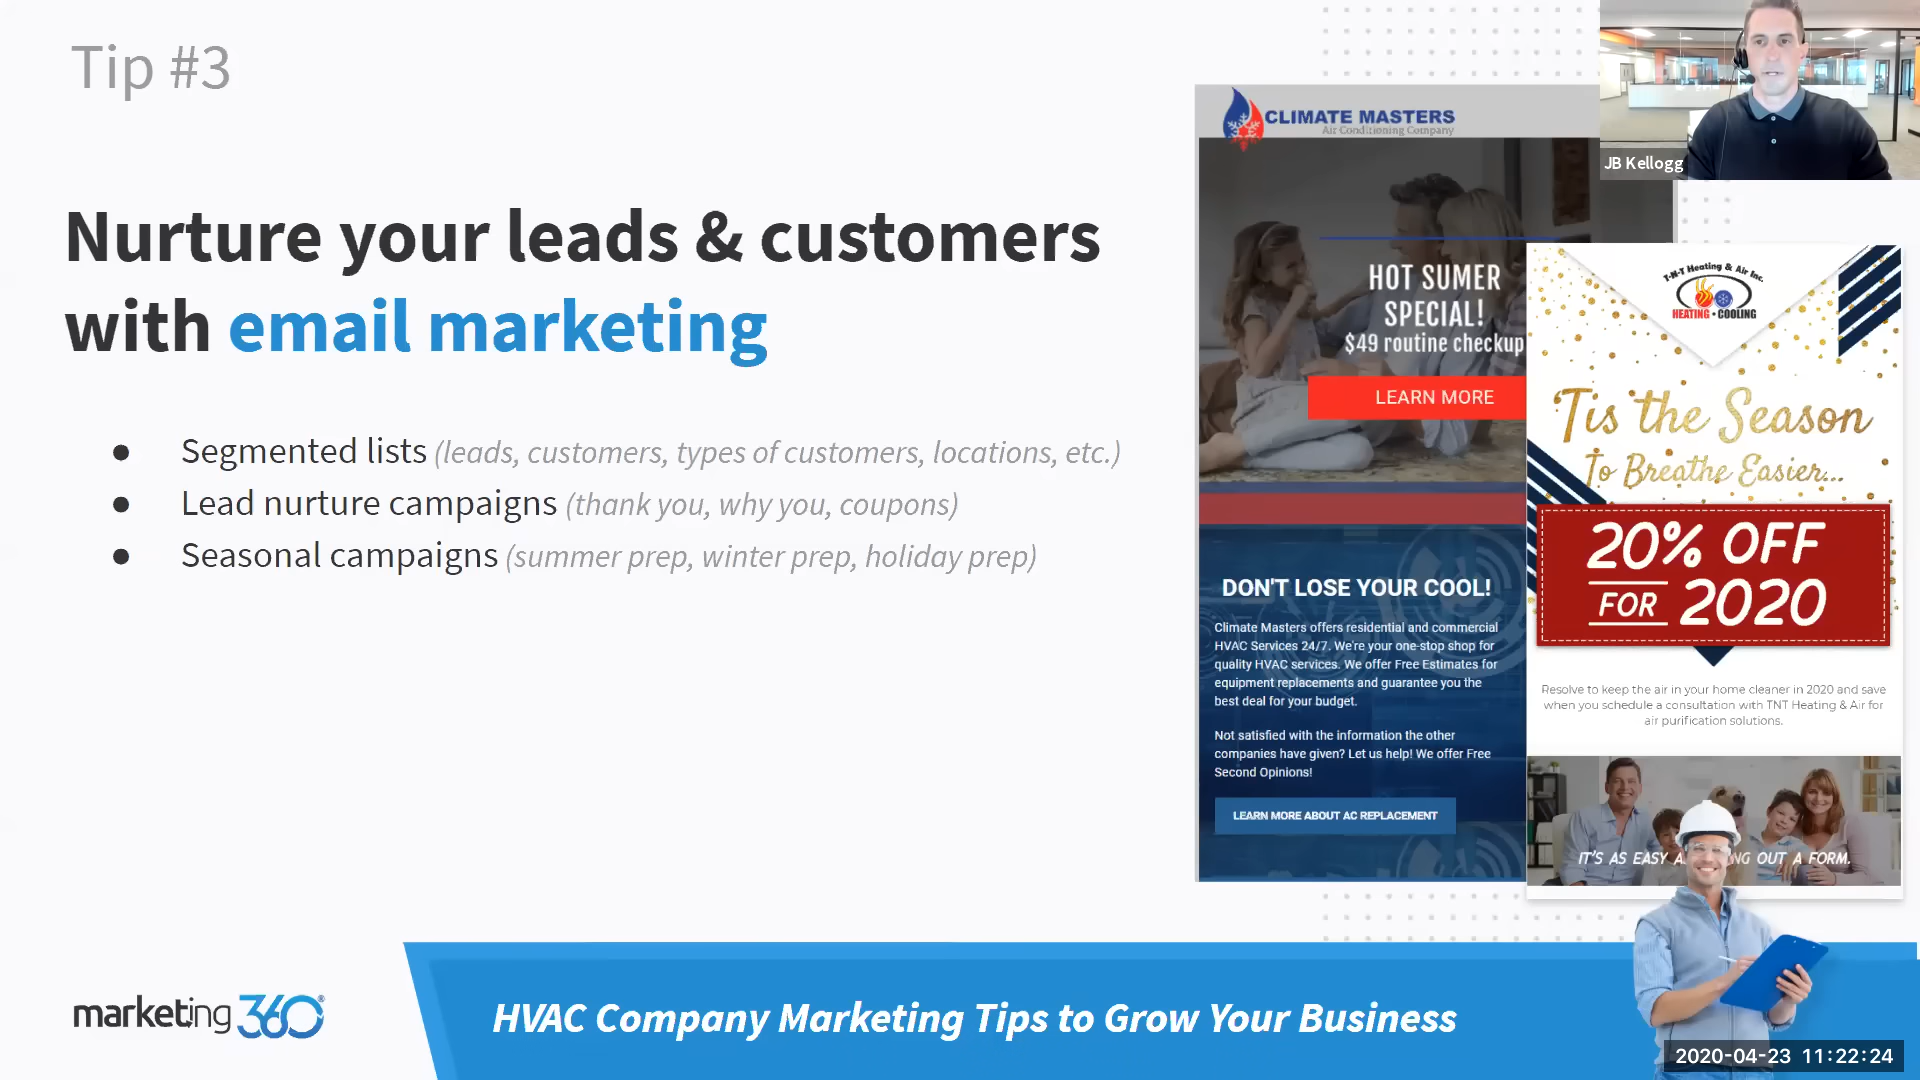 Tip #3
Nurture your leads & customers
with email marketing
● Segmented lists (leads, customers, types of customers, locations, etc.)
● Lead nurture campaigns (thank you, why you, coupons)
● Seasonal campaigns (summer prep, winter prep, holiday prep)
CLIMATE MASTERS
Air Conditioning Company
HOT SUMER
SPECIAL!
$49 routine checkup
LEARN MORE
DON'T LOSE YOUR COOL!
Climate Masters offers residential and commercial
HVAC Services 24/7. We're your one-stop shop for
quality HVAC services. We offer Free Estimates for
equipment replacements and guarantee you the
best deal for your budget.
Not satisfied with the information the other
companies have given? Let us help! We offer Free
Second Opinions!
LEARN MORE ABOUT AC REPLACEMENT
JB Kellogg
T-N-T Heating & Air Inc.
HEATING • COOLING
'Tis the Season
To Breathe Easier...
20% OFF
FOR 2020
Resolve to keep the air in your home cleaner in 2020 and save
when you schedule a consultation with TNT Heating & Air for
air purification solutions.
IT'S AS EASY OUT A FORM.
marketing 360®
HVAC Company Marketing Tips to Grow Your Business
2020-04-23 11:22:24